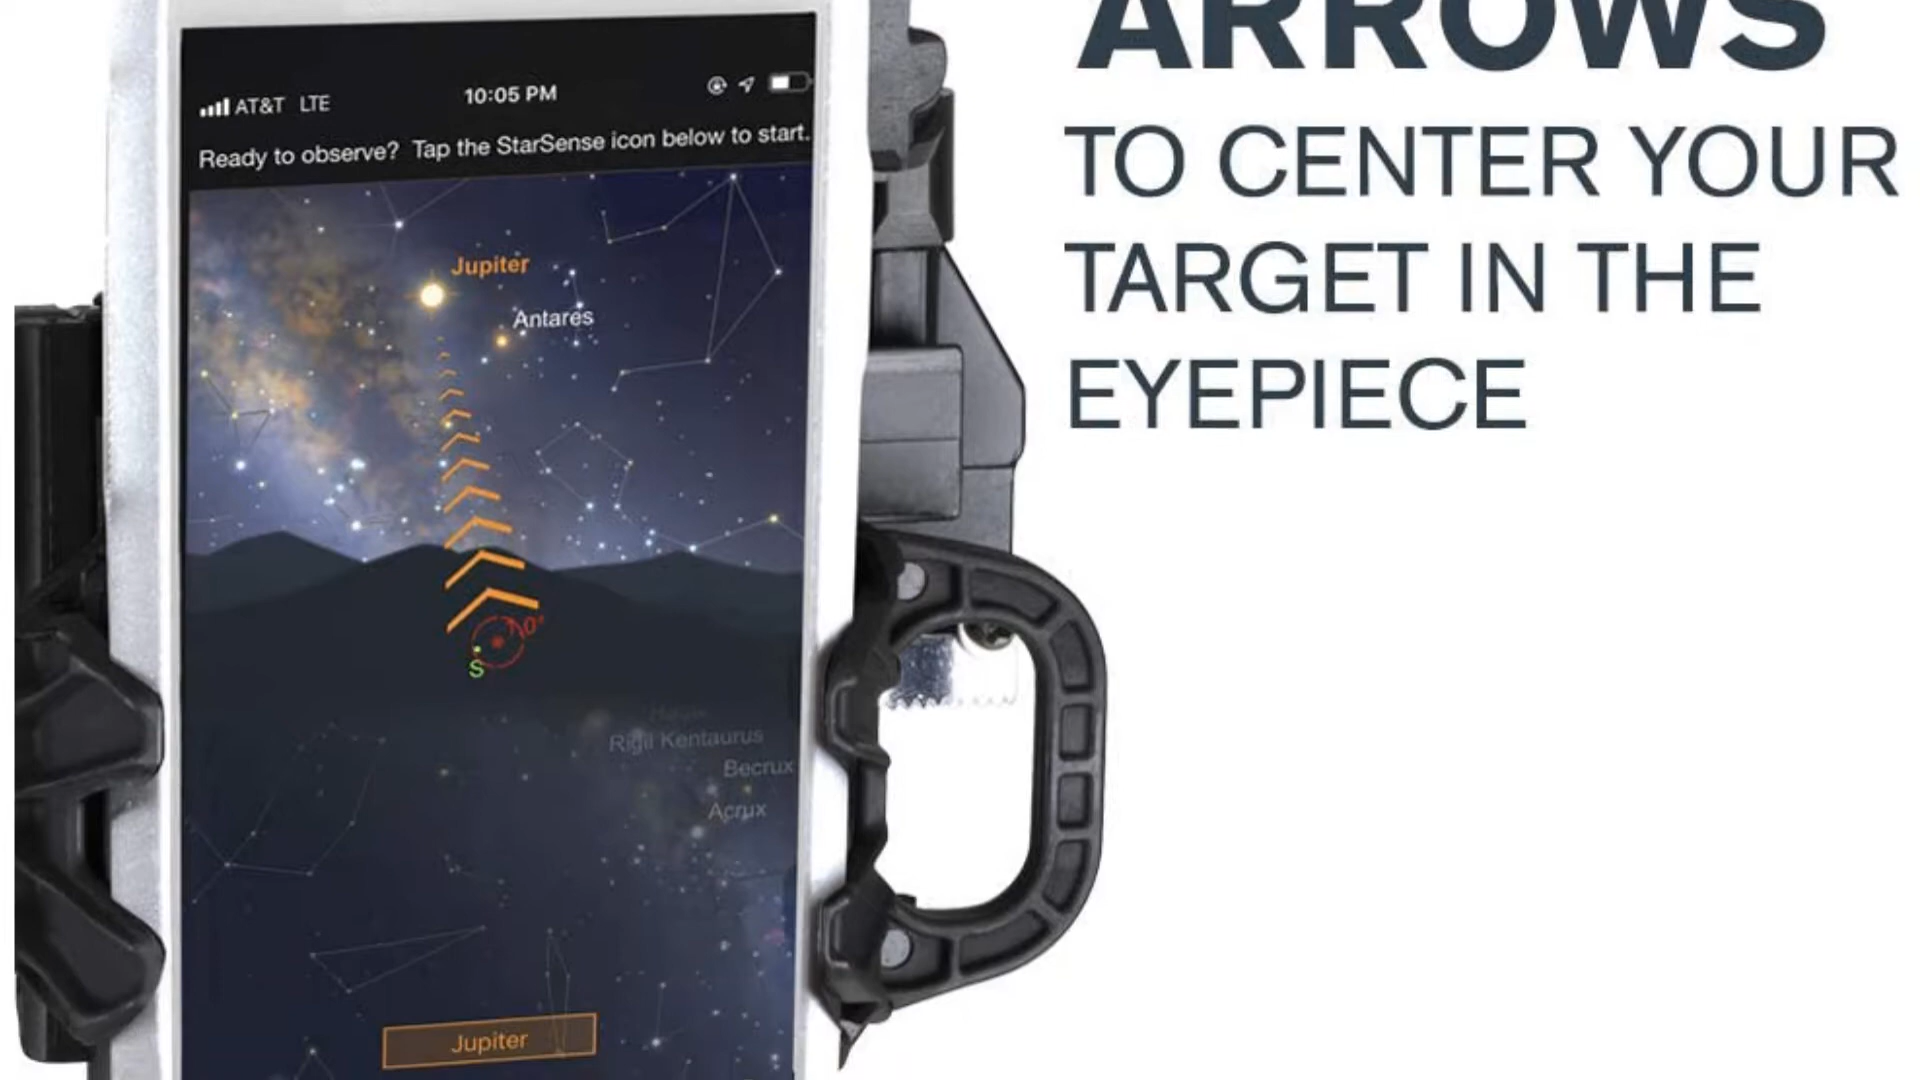 ARROWS
TO CENTER YOUR
TARGET IN THE
EYEPIECE
AT&T LTE
10:05 PM
Ready to observe? Tap the StarSense icon below to start.
Jupiter
Antares
S
Rigil Kentaurus
Becrux
Acrux
Jupiter